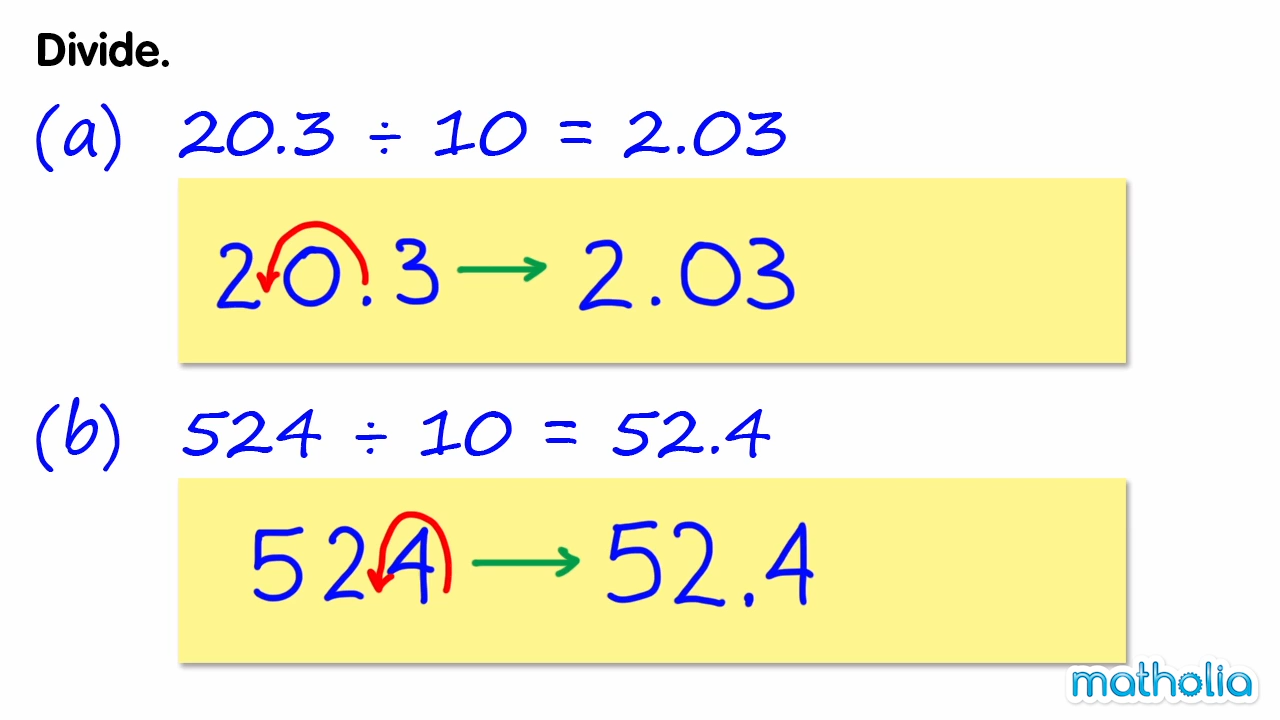 Divide.
(a) 20.3 ÷ 10 = 2.03
20.3 → 2.03
(b) 524 ÷ 10 = 52.4
524 → 52.4
matholia